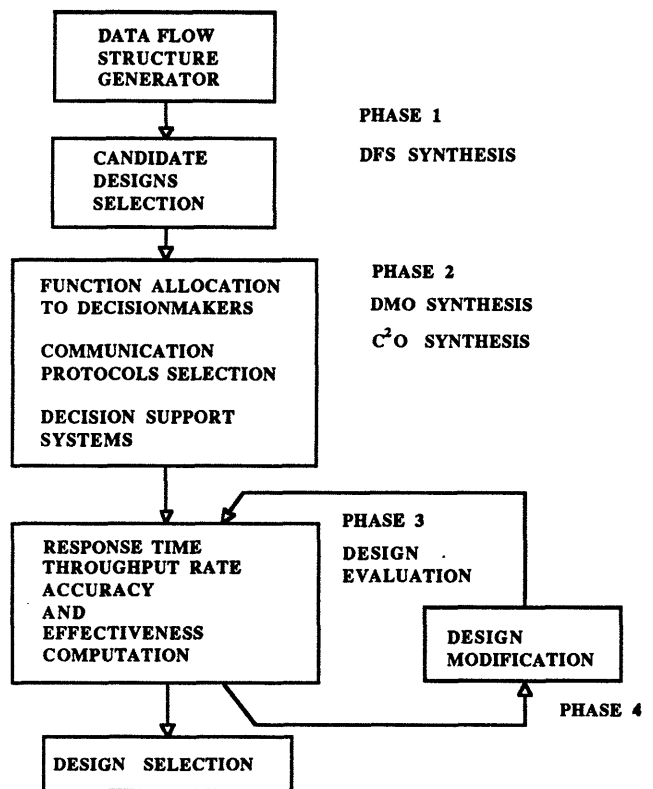 DATA FLOW
STRUCTURE
GENERATOR
PHASE 1
DFS SYNTHESIS
CANDIDATE
DESIGNS
SELECTION
PHASE 2
DMO SYNTHESIS
C²O SYNTHESIS
FUNCTION ALLOCATION
TO DECISIONMAKERS
COMMUNICATION
PROTOCOLS SELECTION
DECISION SUPPORT
SYSTEMS
PHASE 3
DESIGN
EVALUATION
RESPONSE TIME
THROUGHPUT RATE
ACCURACY
AND
EFFECTIVENESS
COMPUTATION
DESIGN
MODIFICATION
PHASE 4
DESIGN SELECTION